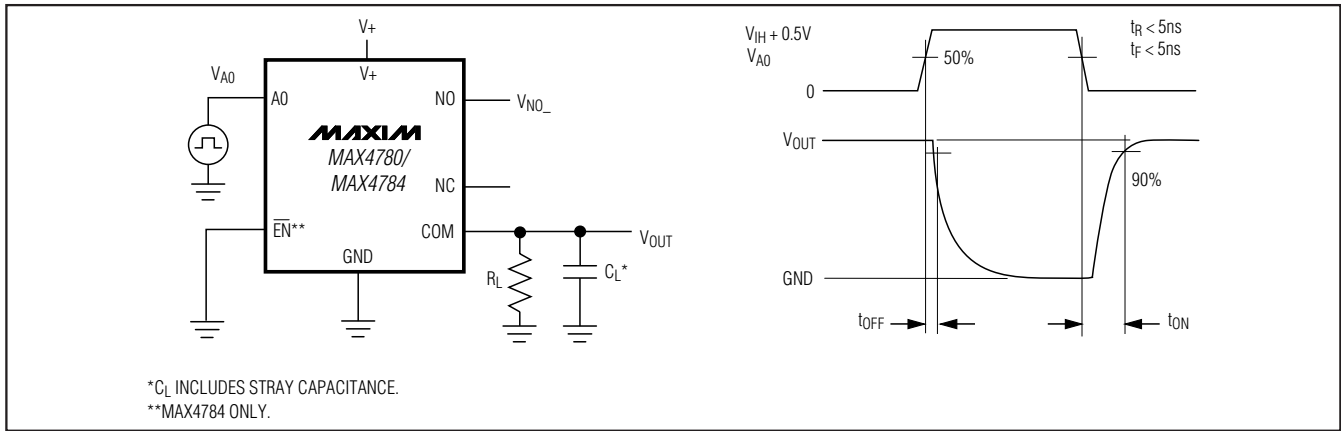 V+
V+
VA0
A0
NO
VNO_
MAXIM
MAX4780/
MAX4784
NC
EN**
COM
VOUT
GND
RL
CL*
*CL INCLUDES STRAY CAPACITANCE.
**MAX4784 ONLY.
VIH + 0.5V
VA0
50%
tR < 5ns
tF < 5ns
0
VOUT
90%
GND
tOFF
tON